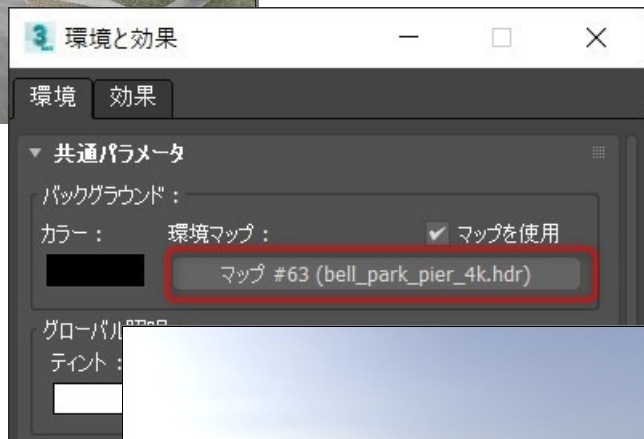 環境と効果
環境 効果
共通パラメータ
バックグラウンド :
カラー : 環境マップ : マップを使用
マップ #63 (bell_park_pier_4k.hdr)
グローバル照明
ティント :